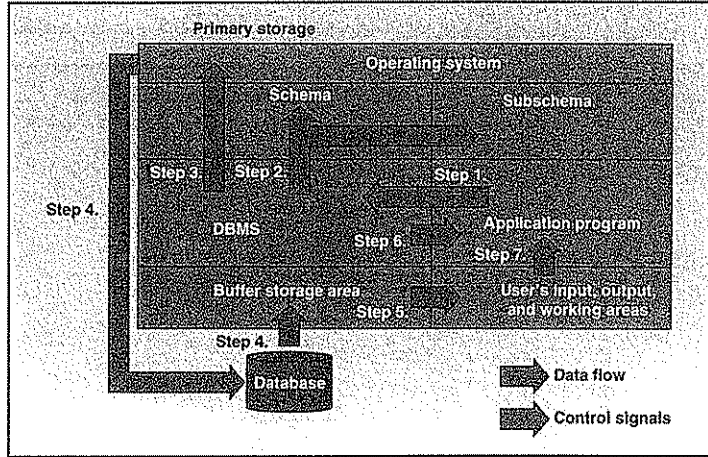 Primary storage
Operating system
Schema
Subschema
Step 3.
Step 2.
Step 1.
Step 4.
DBMS
Application program
Step 6.
Step 7.
Buffer storage area
User's input, output
and working areas
Step 5.
Step 4.
Database
Data flow
Control signals